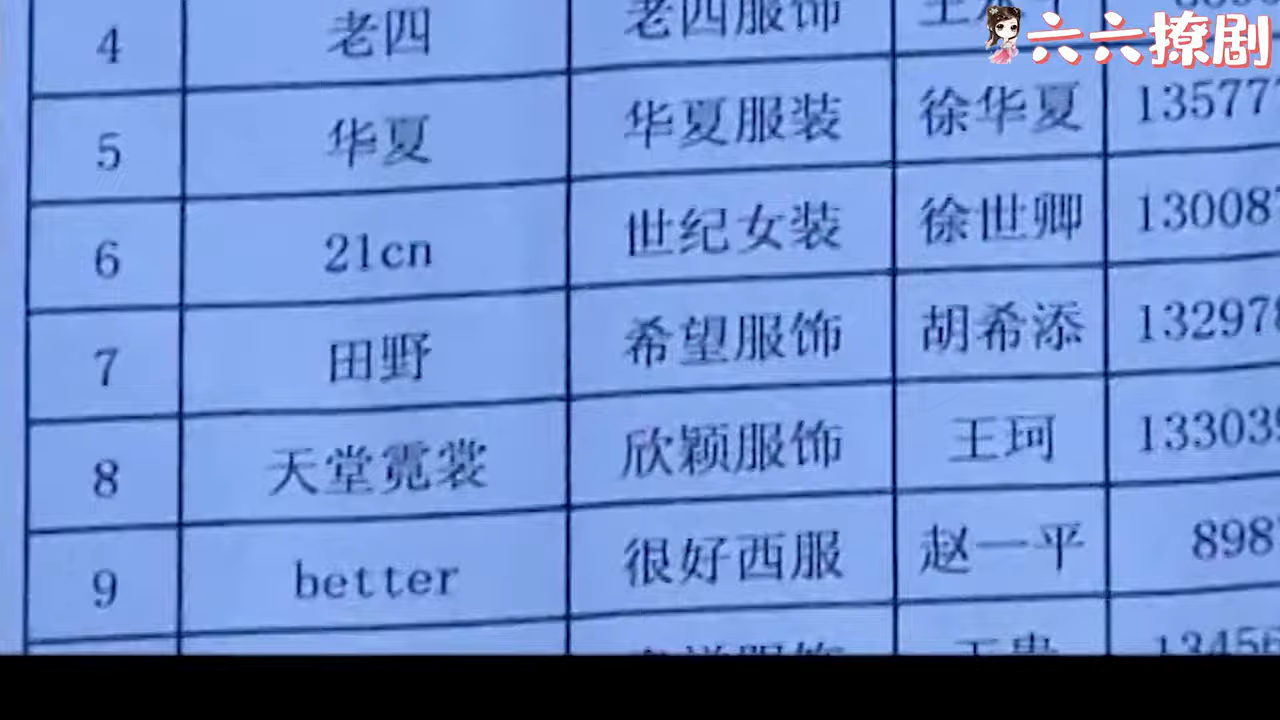 六六撩剧
4 老四 老四服饰
5 华夏 华夏服装 徐华夏 13577
6 21cn 世纪女装 徐世卿 13008
7 田野 希望服饰 胡希添 13297
8 天堂霓裳 欣颖服饰 王珂 13303
9 better 很好西服 赵一平 898